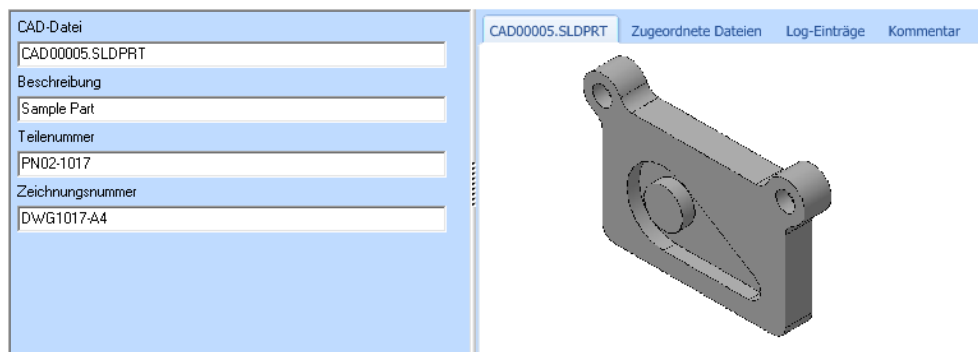 CAD-Datei
CAD00005.SLDPRT
Beschreibung
Sample Part
Teilenummer
PN02-1017
Zeichnungsnummer
DWG1017-A4
CAD00005.SLDPRT Zugeordnete Dateien Log-Einträge Kommentar